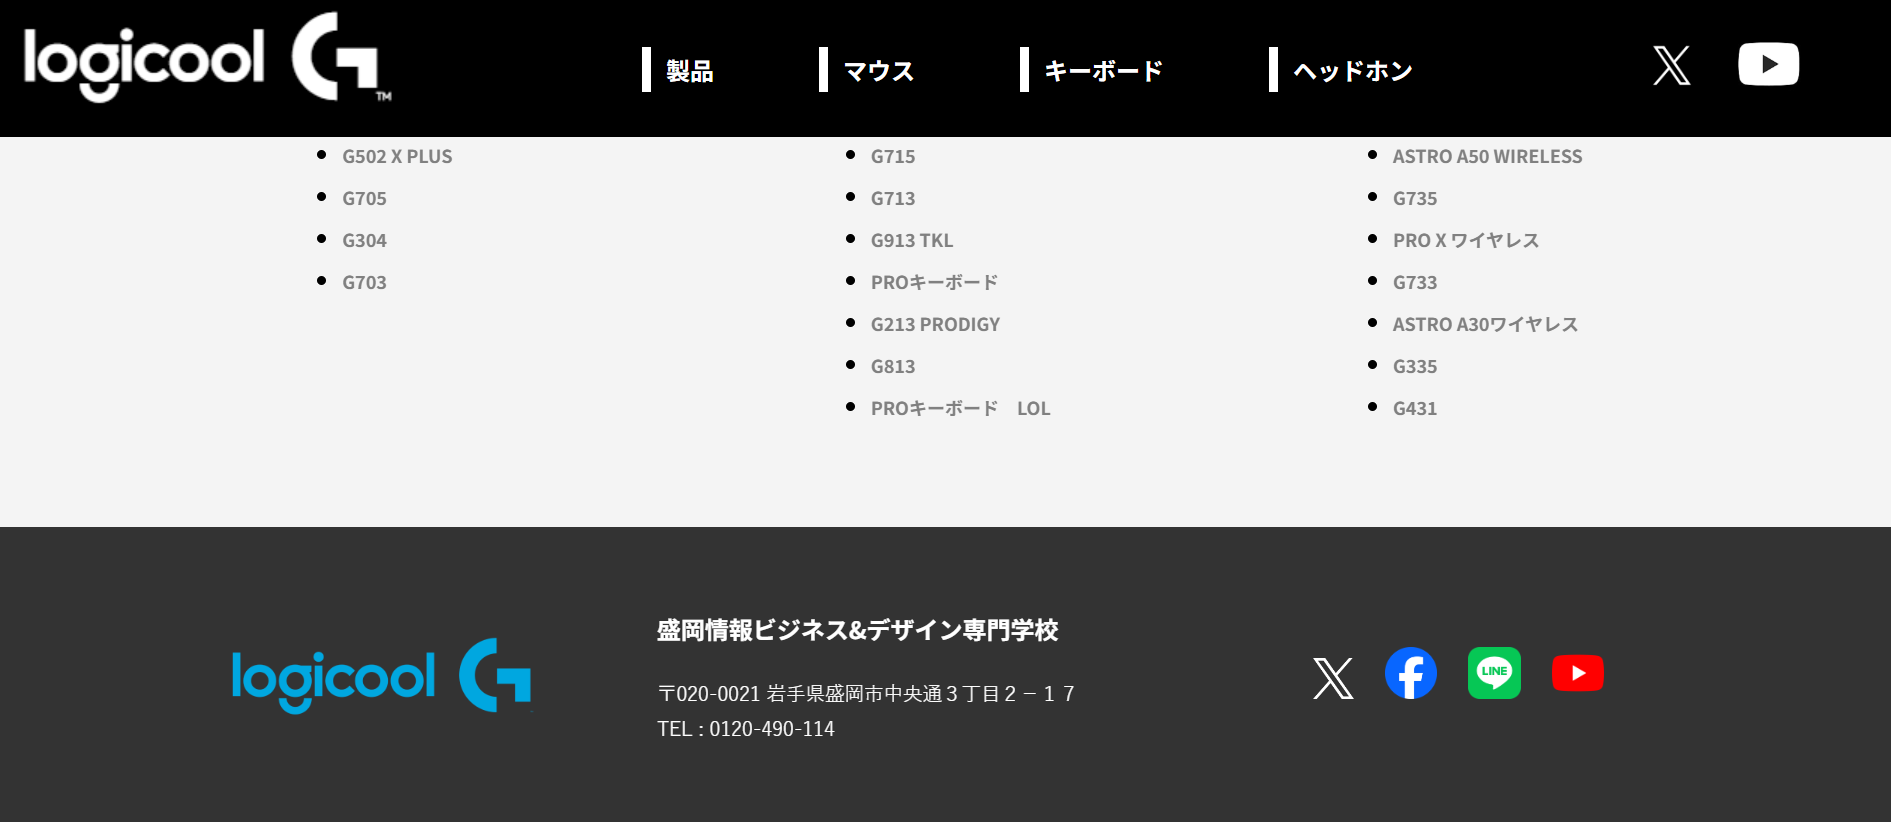 logicool G ™
製品
マウス
キーボード
ヘッドホン
G502 X PLUS
G705
G304
G703
G715
G713
G913 TKL
PROキーボード
G213 PRODIGY
G813
PROキーボード　LOL
ASTRO A50 WIRELESS
G735
PRO X ワイヤレス
G733
ASTRO A30ワイヤレス
G335
G431
logicool G
盛岡情報ビジネス&デザイン専門学校
〒020-0021 岩手県盛岡市中央通３丁目２－１７
TEL : 0120-490-114
LINE